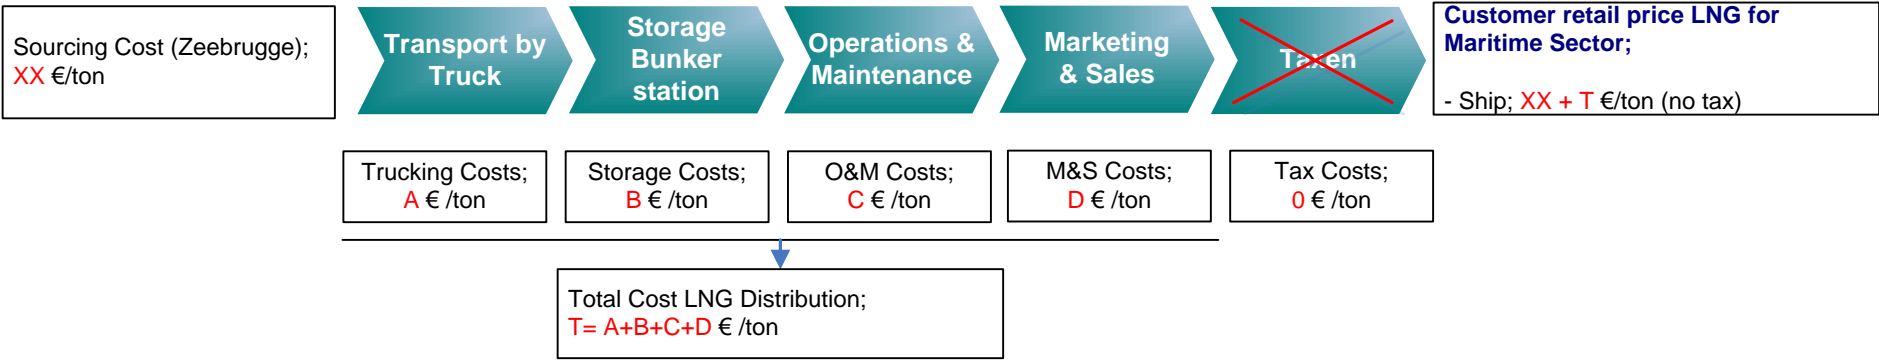 Sourcing Cost (Zeebrugge);
XX €/ton
Transport by
Truck
Storage
Bunker
station
Operations &
Maintenance
Marketing
& Sales
Taxen
Customer retail price LNG for
Maritime Sector;
- Ship; XX + T €/ton (no tax)
Trucking Costs;
A € /ton
Storage Costs;
B € /ton
O&M Costs;
C € /ton
M&S Costs;
D € /ton
Tax Costs;
0 € /ton
Total Cost LNG Distribution;
T= A+B+C+D € /ton